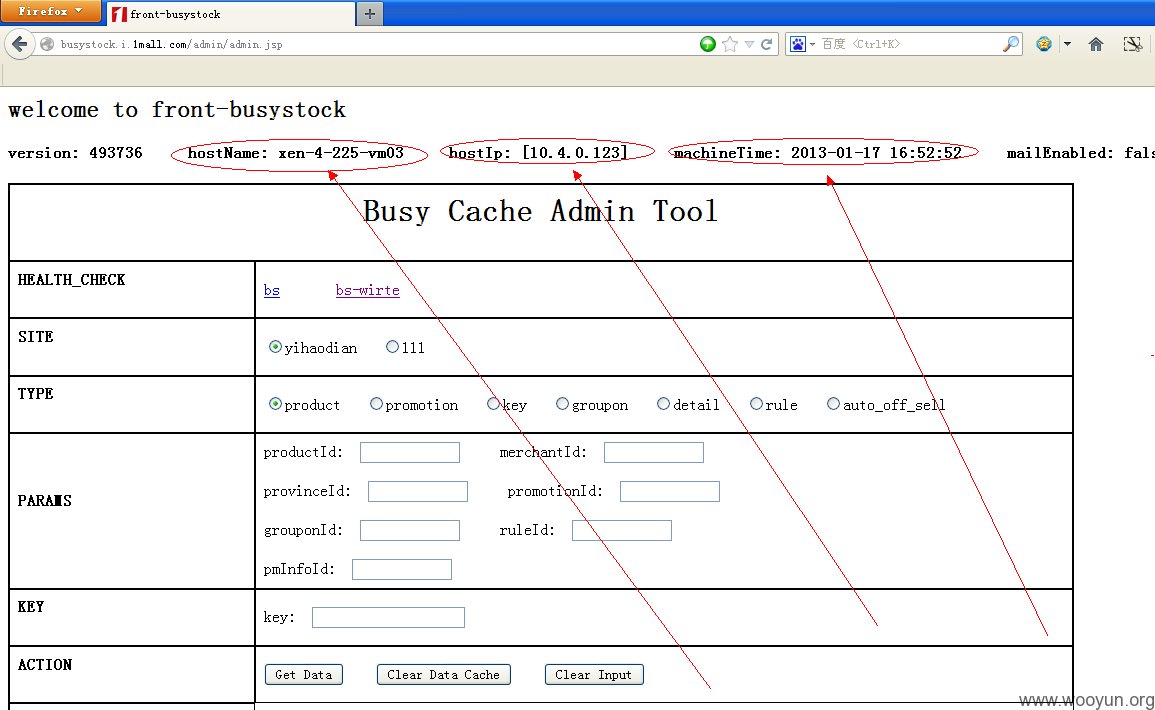 Firefox
front-busystock
busystock.i.1mall.com/admin/admin.jsp
百度 <Ctrl+K>
welcome to front-busystock
version: 493736 hostName: xen-4-225-vm03 hostIp: [10.4.0.123] machineTime: 2013-01-17 16:52:52 mailEnabled: fals
Busy Cache Admin Tool
HEALTH_CHECK
bs bs-wirte
SITE
yihaodian 111
TYPE
product promotion key groupon detail rule auto_off_sell
PARAMS
productId: merchantId:
provinceId: promotionId:
grouponId: ruleId:
pmInfoId:
KEY
key:
ACTION
Get Data Clear Data Cache Clear Input
www.wooyun.org